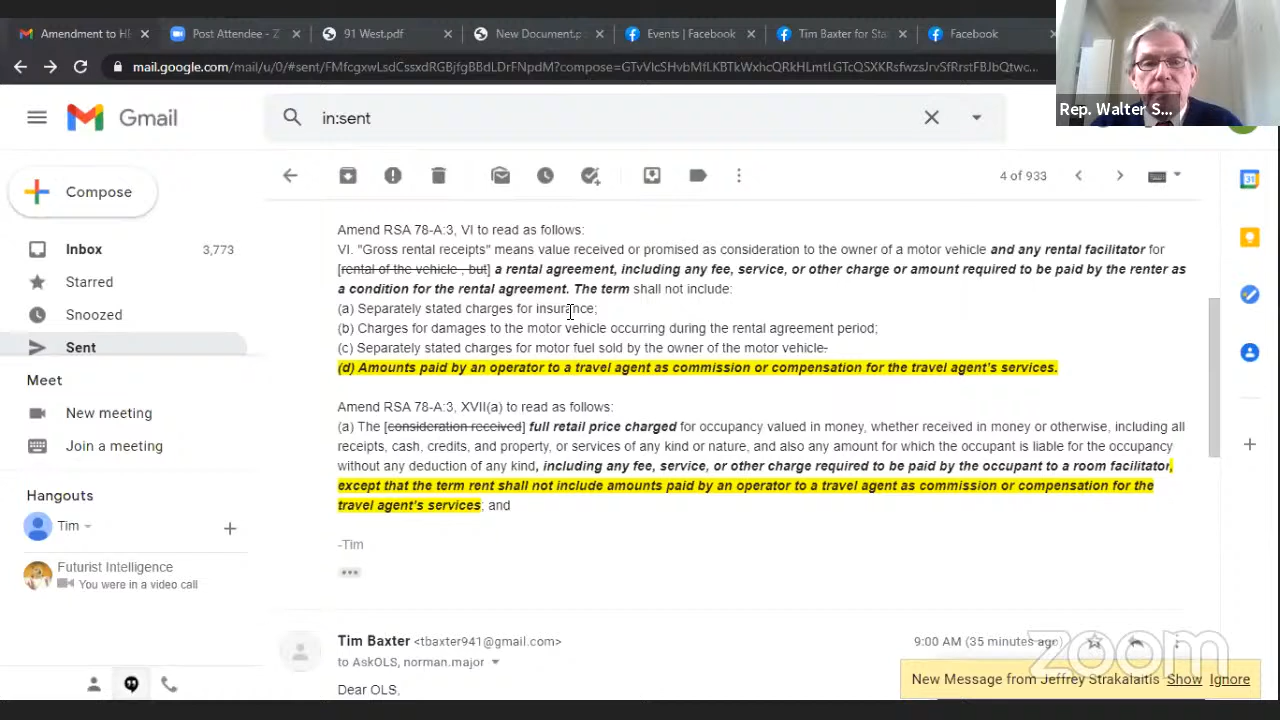 Amendment to H
Post Attendee - Z
91 West.pdf
New Document.p
Events | Facebook
Tim Baxter for Sta
Facebook
mail.google.com/mail/u/0/#sent/
Rep. Walter S...
Gmail
in:sent
Compose
4 of 933
Inbox 3,773
Starred
Snoozed
Sent
Meet
New meeting
Join a meeting
Hangouts
Tim
Futurist Intelligence
You were in a video call
Amend RSA 78-A:3, VI to read as follows:
VI. "Gross rental receipts" means value received or promised as consideration to the owner of a motor vehicle and any rental facilitator for
[rental of the vehicle , but] a rental agreement, including any fee, service, or other charge or amount required to be paid by the renter as
a condition for the rental agreement. The term shall not include:
(a) Separately stated charges for insurance;
(b) Charges for damages to the motor vehicle occurring during the rental agreement period;
(c) Separately stated charges for motor fuel sold by the owner of the motor vehicle.
(d) Amounts paid by an operator to a travel agent as commission or compensation for the travel agent's services.
Amend RSA 78-A:3, XVII(a) to read as follows:
(a) The [consideration received] full retail price charged for occupancy valued in money, whether received in money or otherwise, including all
receipts, cash, credits, and property, or services of any kind or nature, and also any amount for which the occupant is liable for the occupancy
without any deduction of any kind, including any fee, service, or other charge required to be paid by the occupant to a room facilitator,
except that the term rent shall not include amounts paid by an operator to a travel agent as commission or compensation for the
travel agent's services; and
-Tim
Tim Baxter <tbaxter941@gmail.com> 9:00 AM (35 minutes ago)
to AskOLS, norman.major
Dear OLS,
zoom
New Message from Jeffrey Strakalaitis Show Ignore
31